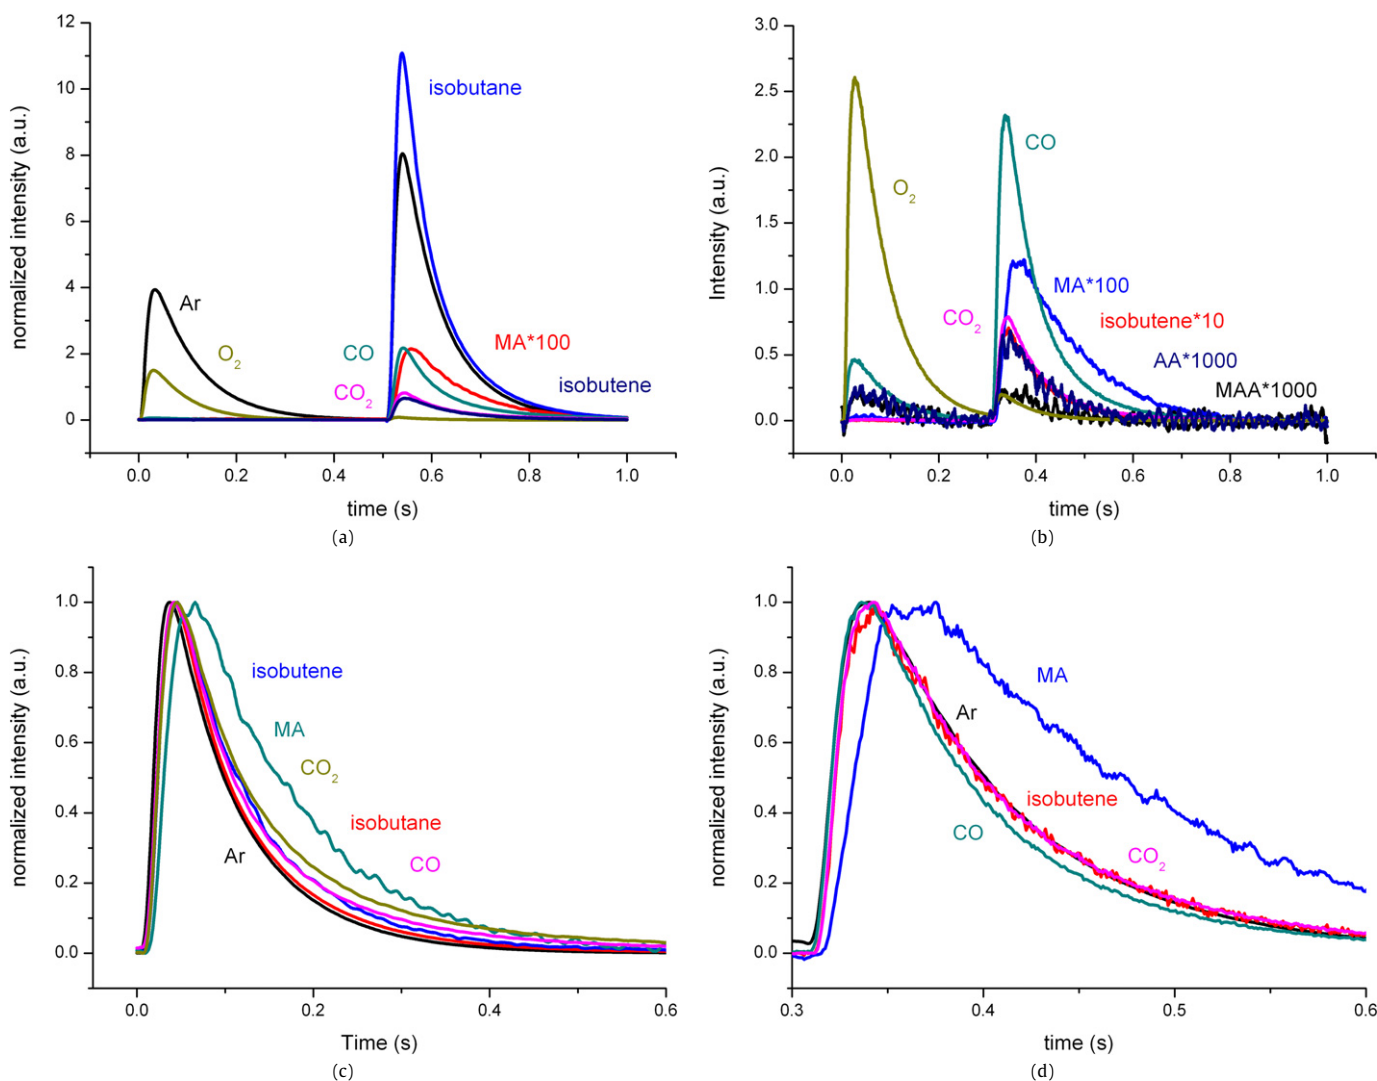 12
10
8
6
4
2
0
normalized intensity (a.u.)
isobutane
Ar
O2
CO
MA*100
CO2
isobutene
0.0 0.2 0.4 0.6 0.8 1.0
time (s)
(a)
3.0
2.5
2.0
1.5
1.0
0.5
0.0
Intensity (a.u.)
O2
CO
MA*100
CO2
isobutene*10
AA*1000
MAA*1000
0.0 0.2 0.4 0.6 0.8 1.0
time (s)
(b)
1.0
0.8
0.6
0.4
0.2
0.0
normalized intensity (a.u.)
isobutene
MA
CO2
isobutane
Ar
CO
0.0 0.2 0.4 0.6
Time (s)
(c)
1.0
0.8
0.6
0.4
0.2
0.0
normalized intensity (a.u.)
MA
Ar
isobutene
CO
CO2
0.3 0.4 0.5 0.6
time (s)
(d)